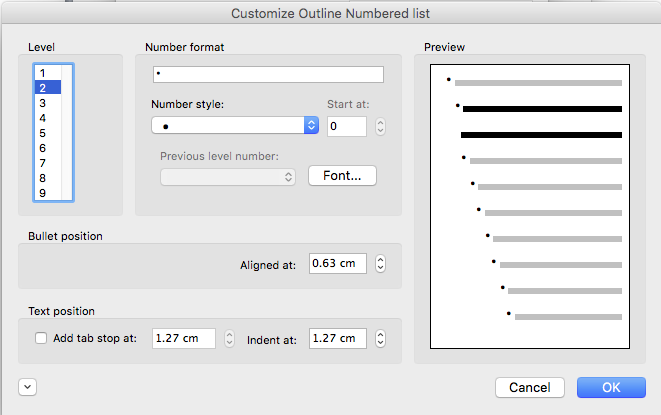 Customize Outline Numbered list
Level
1
2
3
4
5
6
7
8
9
Number format
•
Number style:
•
Start at:
0
Previous level number:
Font...
Preview
•
•
•
•
•
•
•
•
•
Bullet position
Aligned at: 0.63 cm
Text position
Add tab stop at: 1.27 cm Indent at: 1.27 cm
Cancel OK